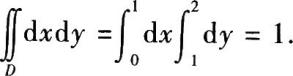 ∬_D dxdy = ∫_0^1 dx ∫_1^2 dy = 1.